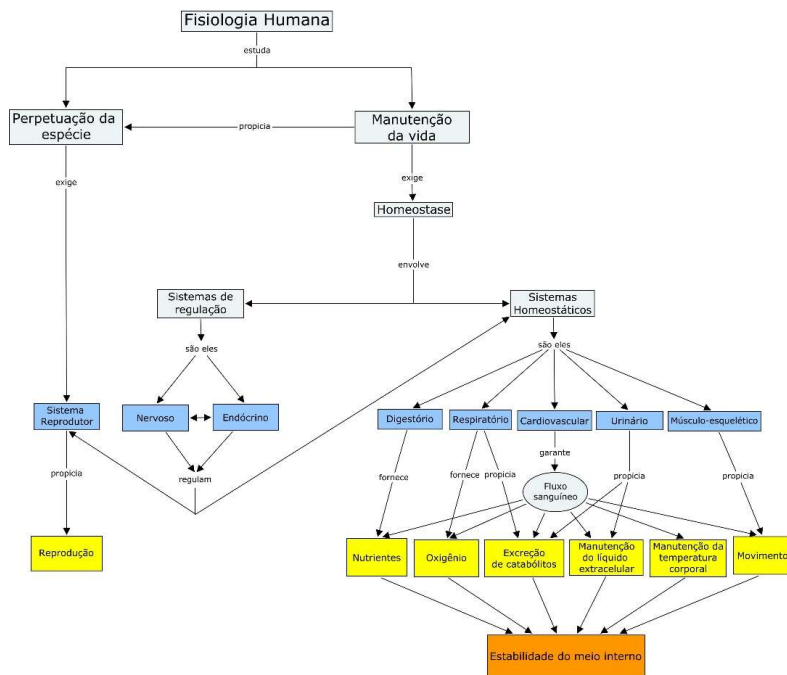 Fisiologia Humana
estuda
Perpetuação da
espécie
propicia
Manutenção
da vida
exige
exige
Homeostase
envolve
Sistemas de
regulação
Sistemas
Homeostáticos
são eles
são eles
Sistema
Reprodutor
Nervoso
Endócrino
Digestório
Respiratório
Cardiovascular
Urinário
Músculo-esquelético
garante
propicia
regulam
fornece
fornece
propicia
propicia
propicia
Fluxo
sanguíneo
Reprodução
Nutrientes
Oxigênio
Excreção
de catabólitos
Manutenção
do líquido
extracelular
Manutenção da
temperatura
corporal
Movimento
Estabilidade do meio interno